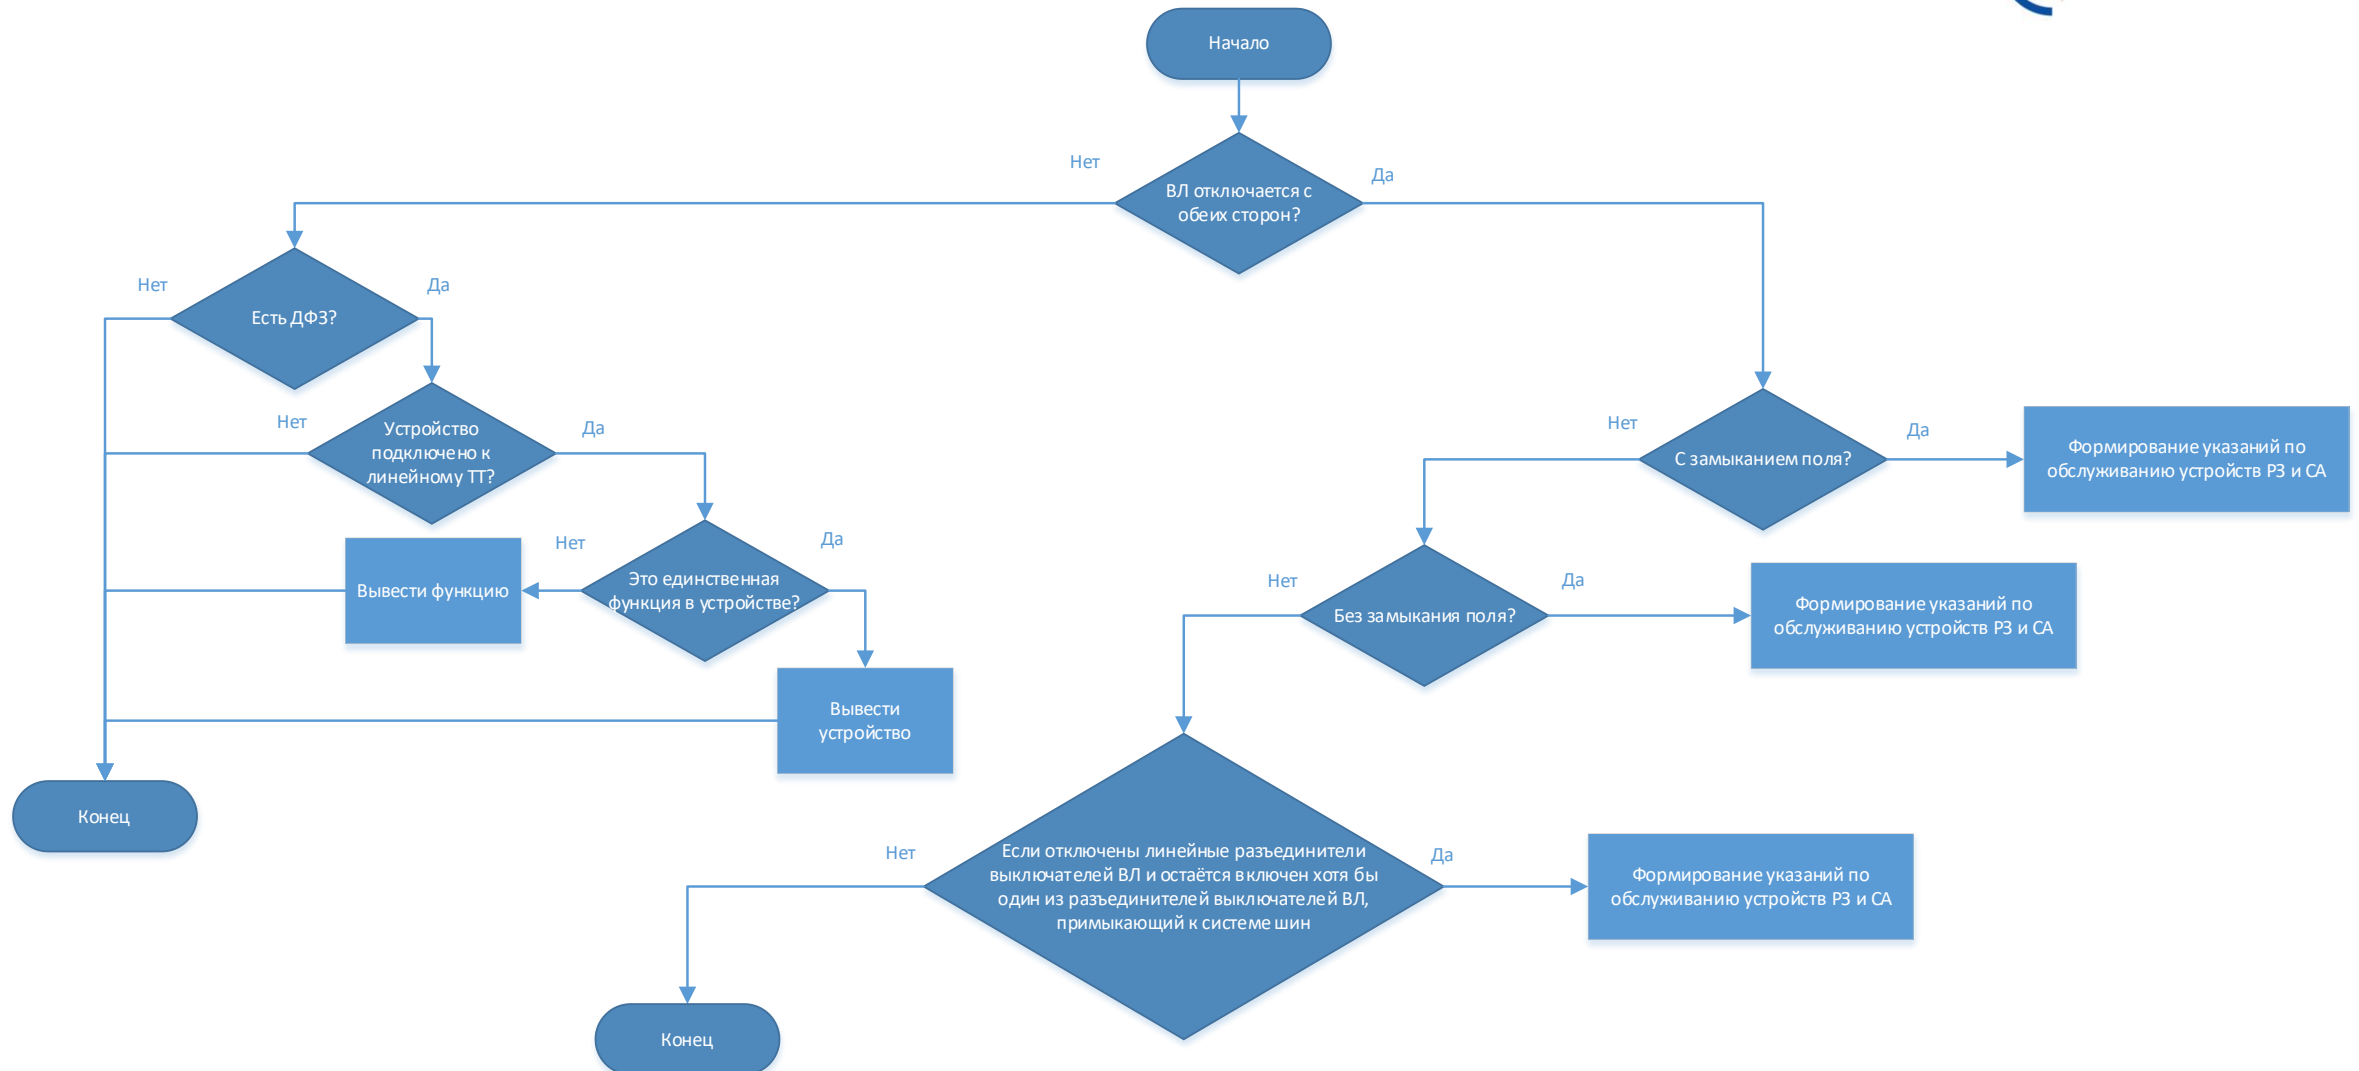 Начало
Нет
Да
ВЛ отключается с
обеих сторон?
Нет
Да
Есть ДФЗ?
Нет
Да
Устройство
подключено к
линейному ТТ?
Нет
Да
С замыканием поля?
Формирование указаний по
обслуживанию устройств РЗ и СА
Нет
Да
Вывести функцию
Это единственная
функция в устройстве?
Нет
Да
Без замыкания поля?
Формирование указаний по
обслуживанию устройств РЗ и СА
Вывести
устройство
Конец
Нет
Да
Если отключены линейные разъединители
выключателей ВЛ и остаётся включен хотя бы
один из разъединителей выключателей ВЛ,
примыкающий к системе шин
Формирование указаний по
обслуживанию устройств РЗ и СА
Конец